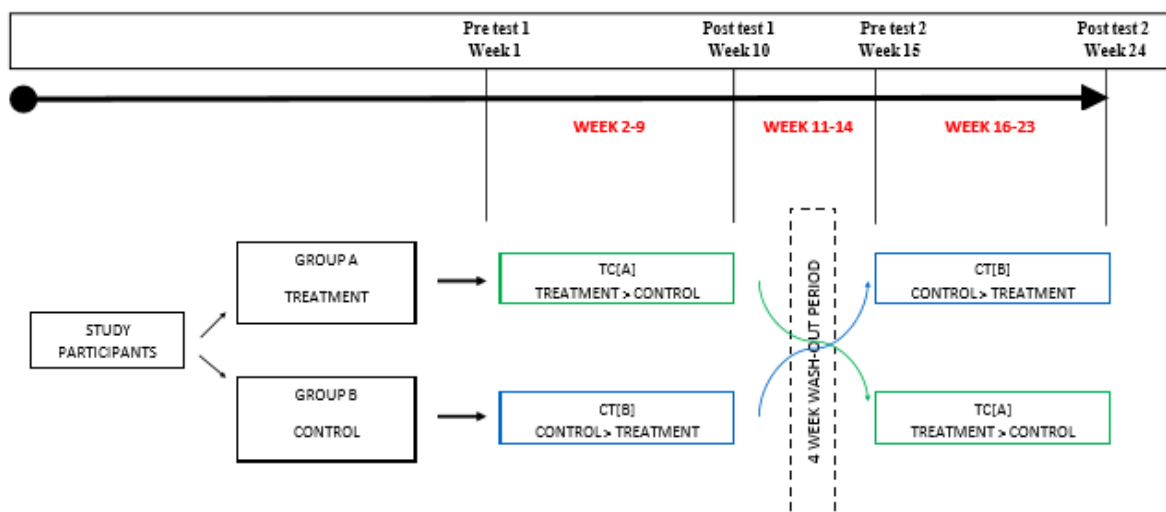 Pre test 1
Week 1
Post test 1
Week 10
Pre test 2
Week 15
Post test 2
Week 24
WEEK 2-9
WEEK 11-14
WEEK 16-23
GROUP A
TREATMENT
TC[A]
TREATMENT > CONTROL
4 WEEK WASH-OUT PERIOD
CT[B]
CONTROL> TREATMENT
STUDY
PARTICIPANTS
GROUP B
CONTROL
CT[B]
CONTROL> TREATMENT
TC[A]
TREATMENT > CONTROL